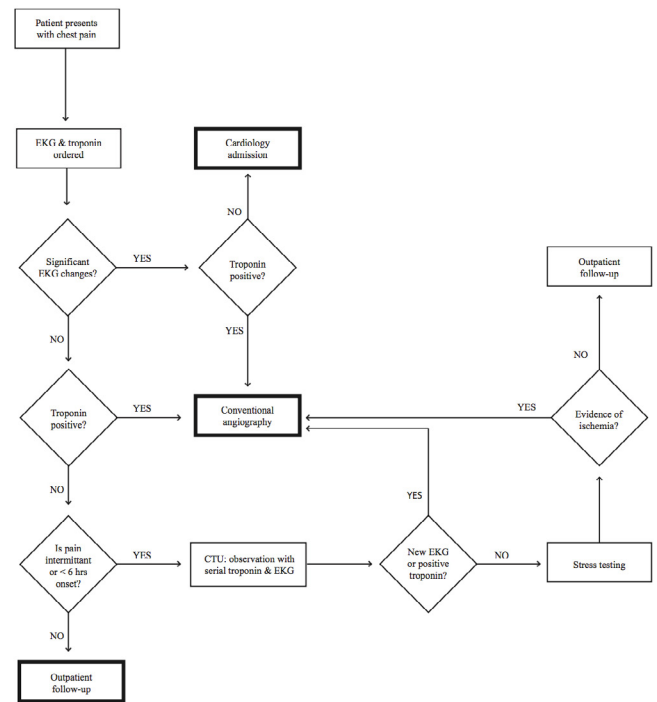 Patient presents
with chest pain
EKG & troponin
ordered
Cardiology
admission
NO
Significant
EKG changes?
YES
Troponin
positive?
Outpatient
follow-up
YES
NO
NO
Troponin
positive?
YES
Conventional
angiography
YES
Evidence of
ischemia?
NO
YES
Is pain
intermittant
or < 6 hrs
onset?
YES
CTU: observation with
serial troponin & EKG
New EKG
or positive
troponin?
NO
Stress testing
NO
Outpatient
follow-up